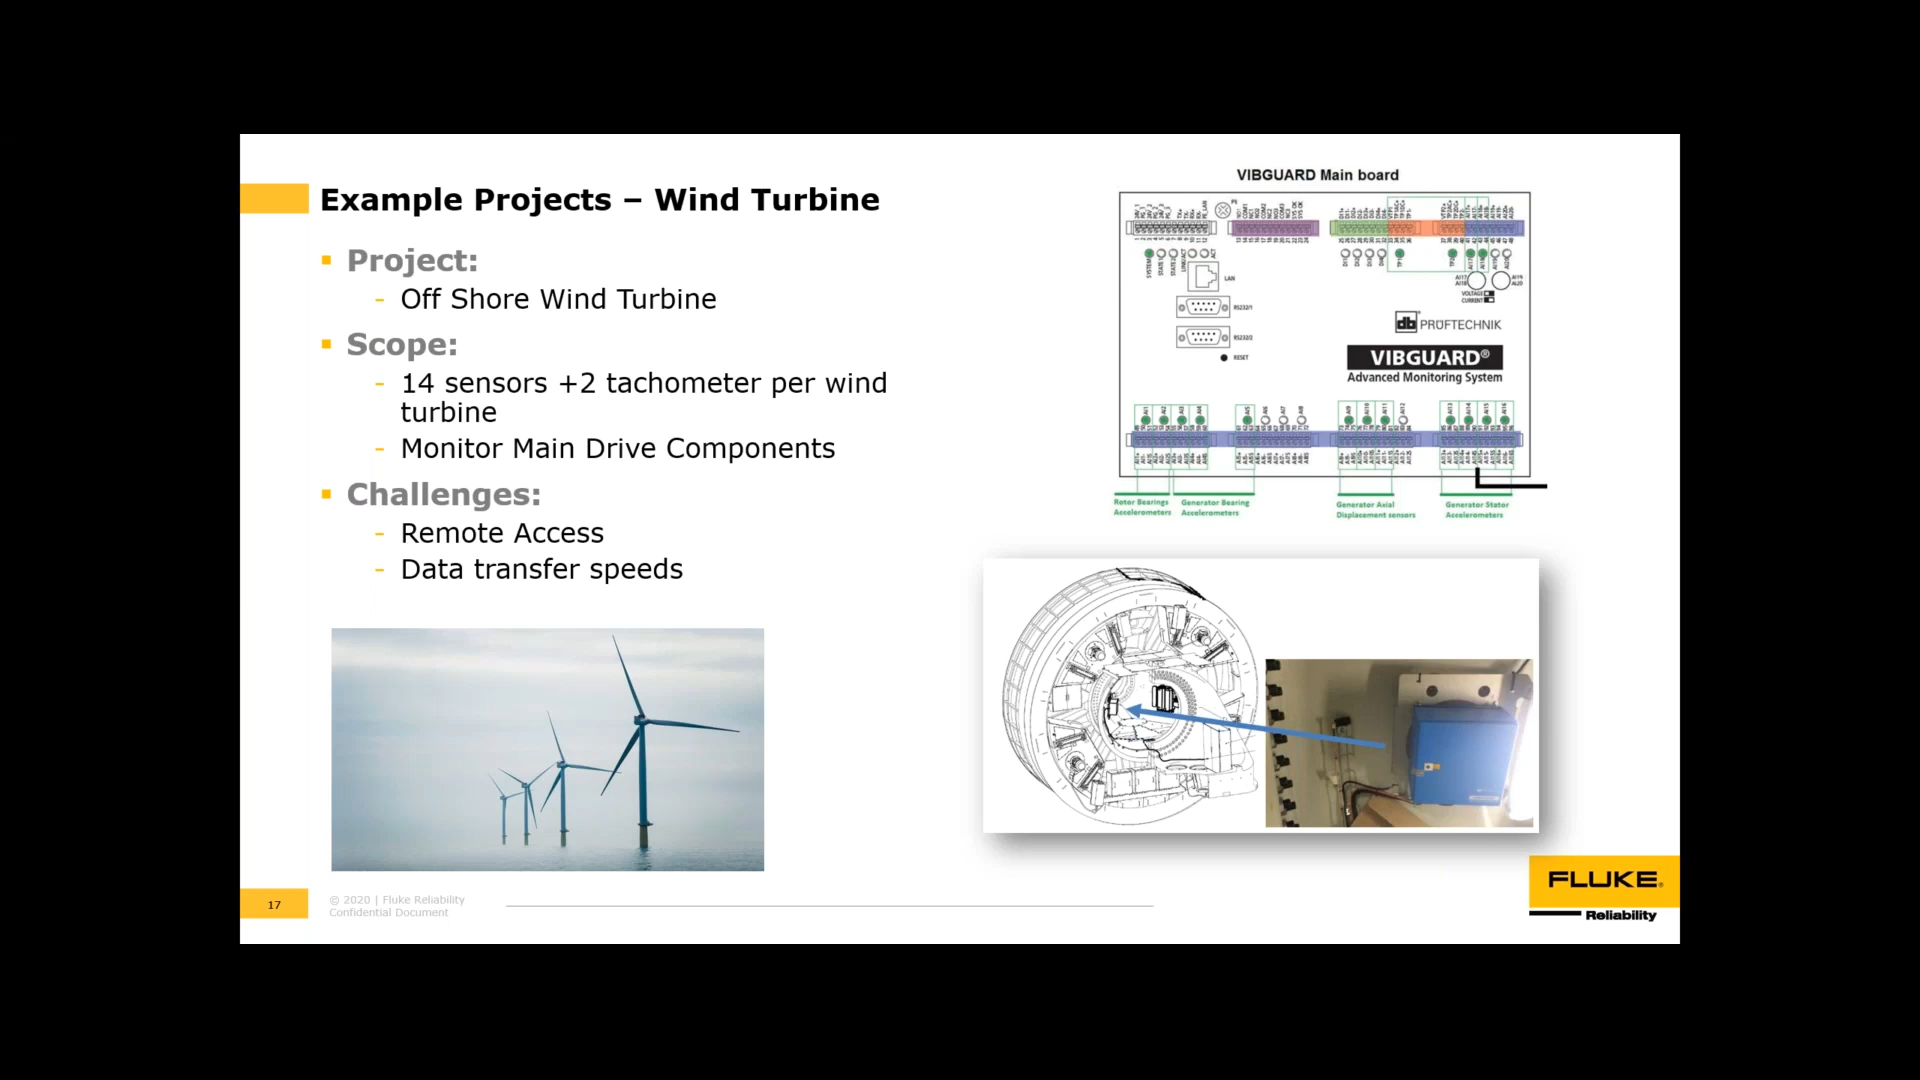 Example Projects – Wind Turbine
Project:
- Off Shore Wind Turbine
Scope:
- 14 sensors +2 tachometer per wind
turbine
- Monitor Main Drive Components
Challenges:
- Remote Access
- Data transfer speeds
VIBGUARD Main board
LAN
RS232/1
RS232/2
RESET
VOLTAGE
CURRENT
PRÜFTECHNIK
VIBGUARD®
Advanced Monitoring System
Rotor Bearings
Accelerometers
Generator Bearing
Accelerometers
Generator Axial
Displacement sensors
Generator Stator
Accelerometers
17
© 2020 | Fluke Reliability
Confidential Document
FLUKE®
Reliability